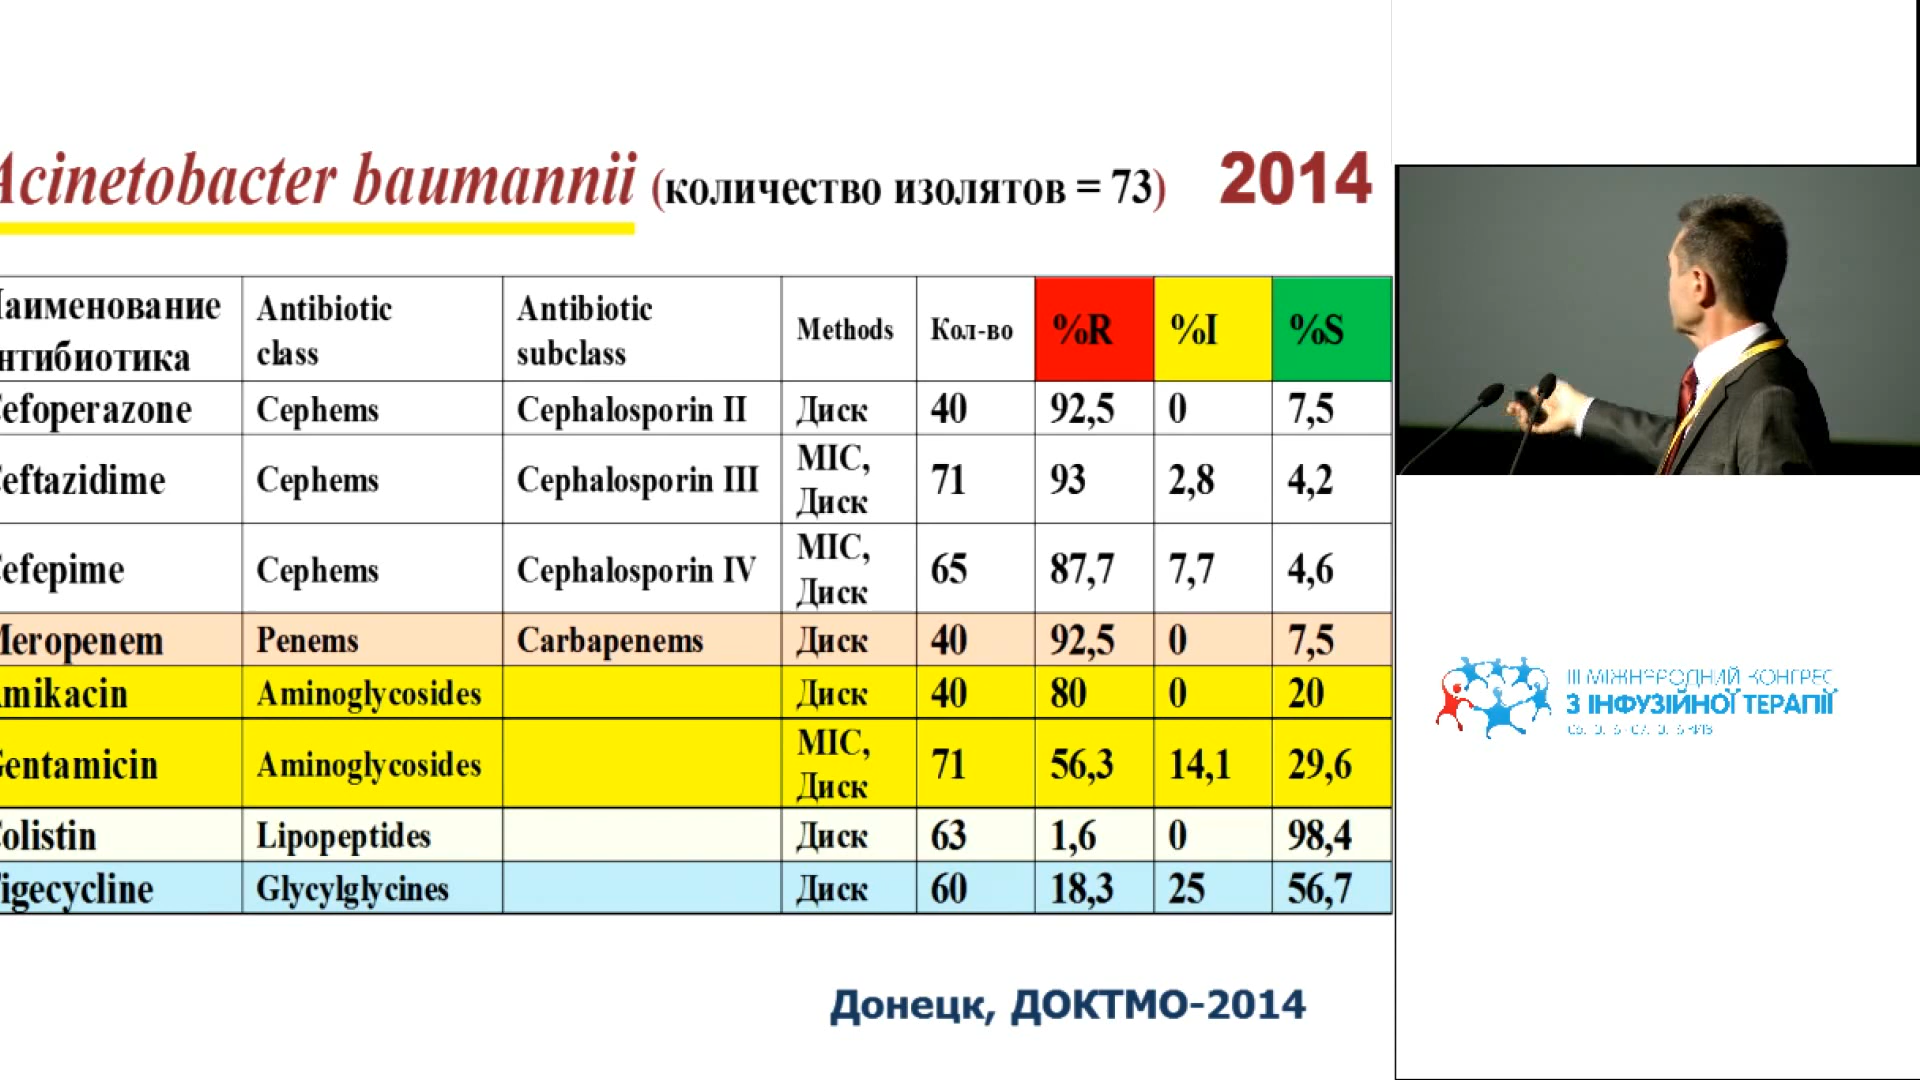 Acinetobacter baumannii (количество изолятов = 73) 2014
Наименование антибиотика Antibiotic class Antibiotic subclass Methods Кол-во %R %I %S
Cefoperazone Cephems Cephalosporin II Диск 40 92,5 0 7,5
Ceftazidime Cephems Cephalosporin III MIC, Диск 71 93 2,8 4,2
Cefepime Cephems Cephalosporin IV MIC, Диск 65 87,7 7,7 4,6
Meropenem Penems Carbapenems Диск 40 92,5 0 7,5
Amikacin Aminoglycosides Диск 40 80 0 20
Gentamicin Aminoglycosides MIC, Диск 71 56,3 14,1 29,6
Colistin Lipopeptides Диск 63 1,6 0 98,4
Tigecycline Glycylglycines Диск 60 18,3 25 56,7
Донецк, ДОКТМО-2014
III МІЖНАРОДНИЙ КОНГРЕС
З ІНФУЗІЙНОЇ ТЕРАПІЇ